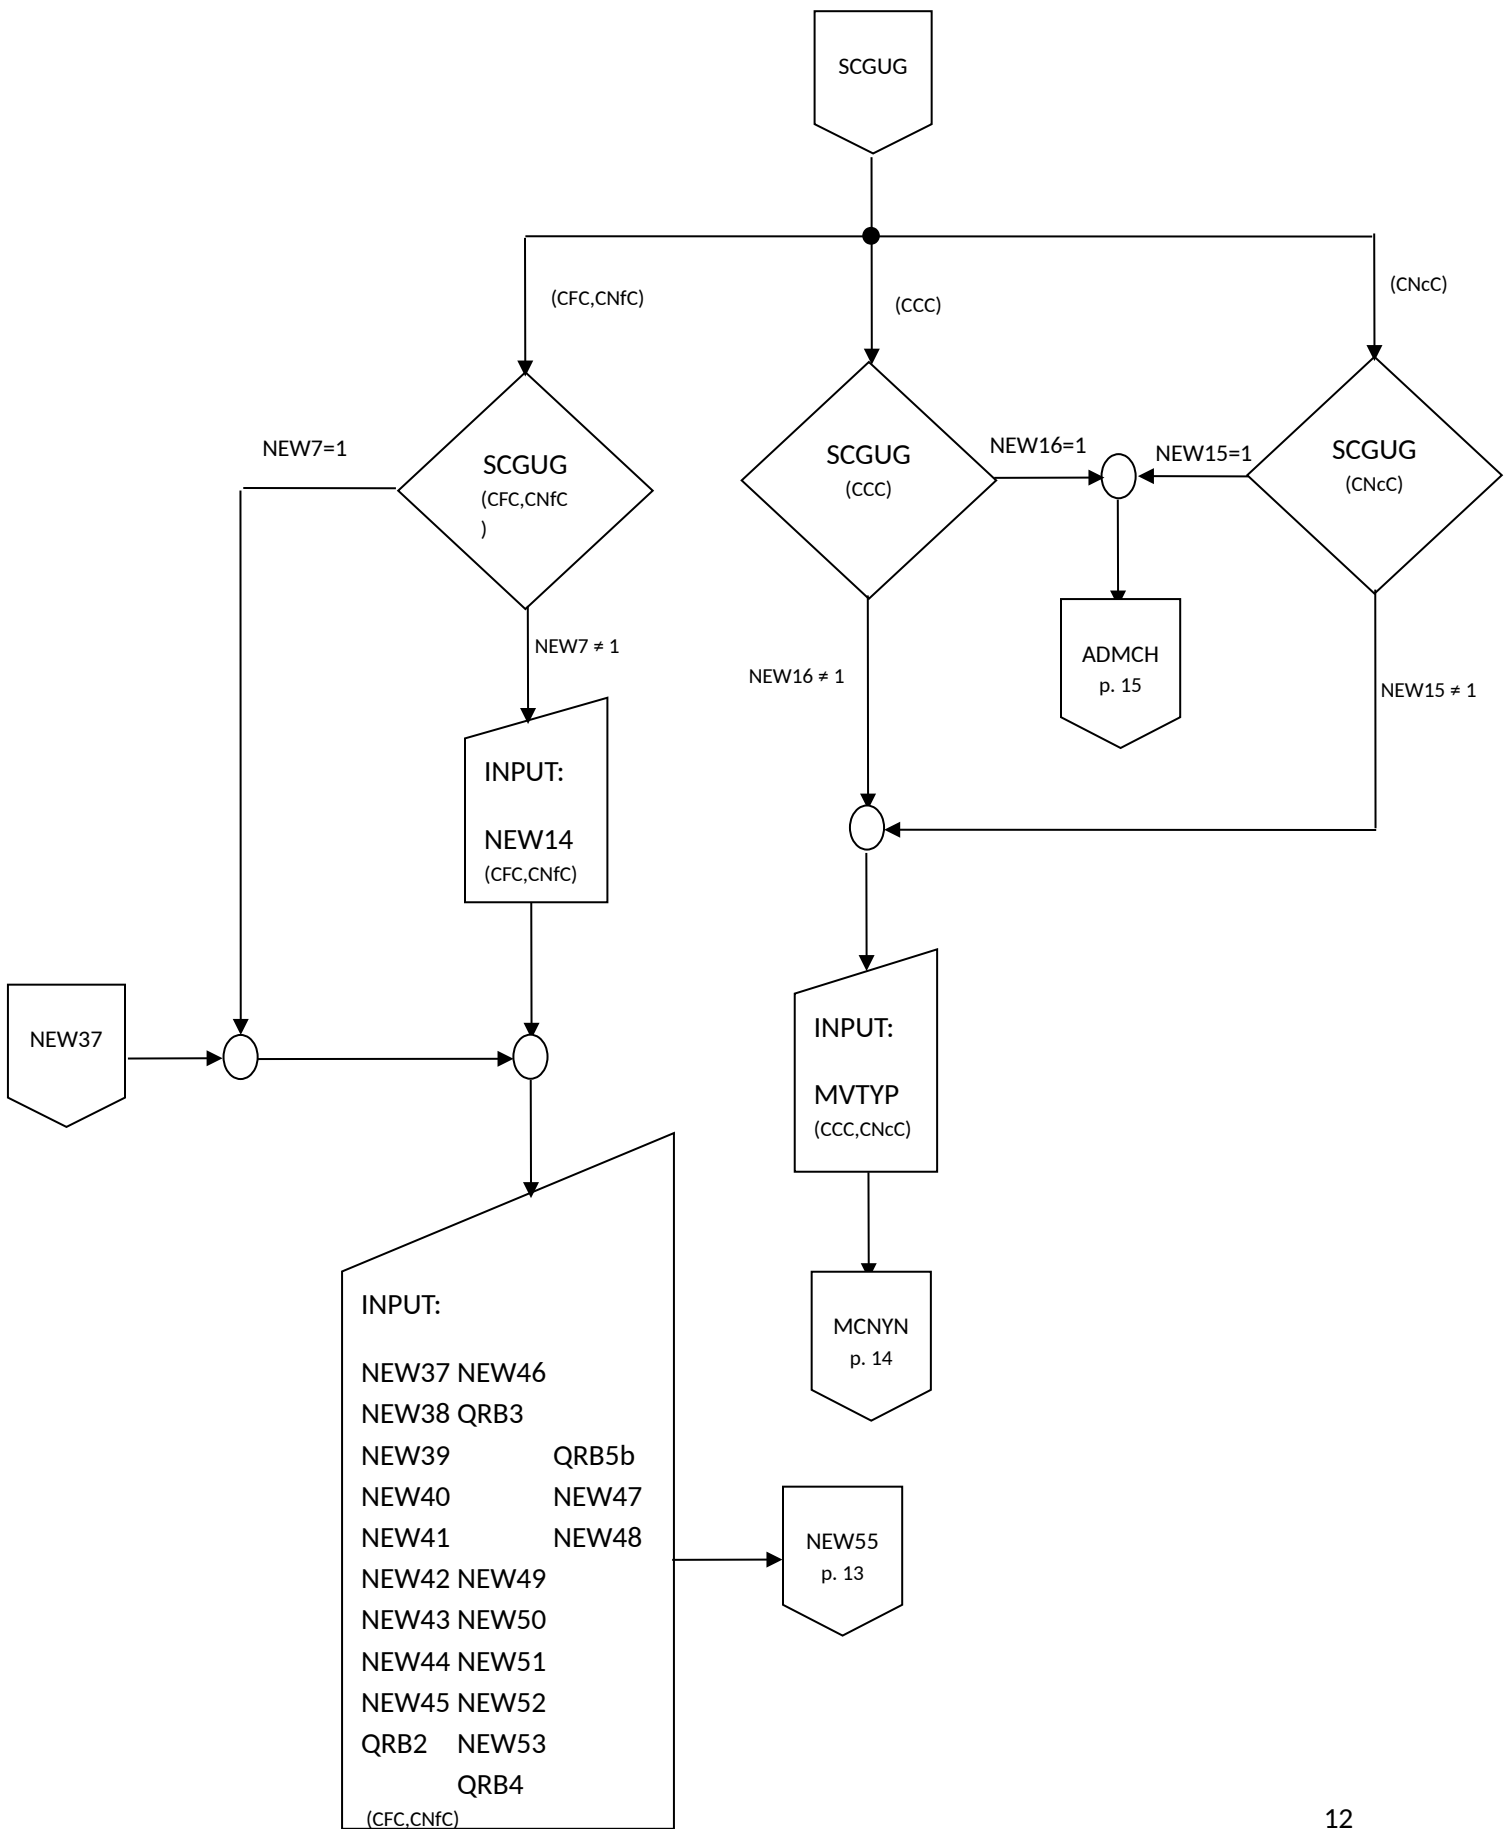 SCGUG
(CFC,CNfC)
(CCC)
(CNcC)
NEW7=1
SCGUG
(CFC,CNfC
)
SCGUG
(CCC)
NEW16=1
NEW15=1
SCGUG
(CNcC)
NEW7 ≠ 1
NEW16 ≠ 1
ADMCH
p. 15
NEW15 ≠ 1
INPUT:
NEW14
(CFC,CNfC)
NEW37
INPUT:
MVTYP
(CCC,CNcC)
MCNYN
p. 14
INPUT:
NEW37 NEW46
NEW38 QRB3
NEW39 QRB5b
NEW40 NEW47
NEW41 NEW48
NEW42 NEW49
NEW43 NEW50
NEW44 NEW51
NEW45 NEW52
QRB2 NEW53
QRB4
(CFC,CNfC)
NEW55
p. 13
12